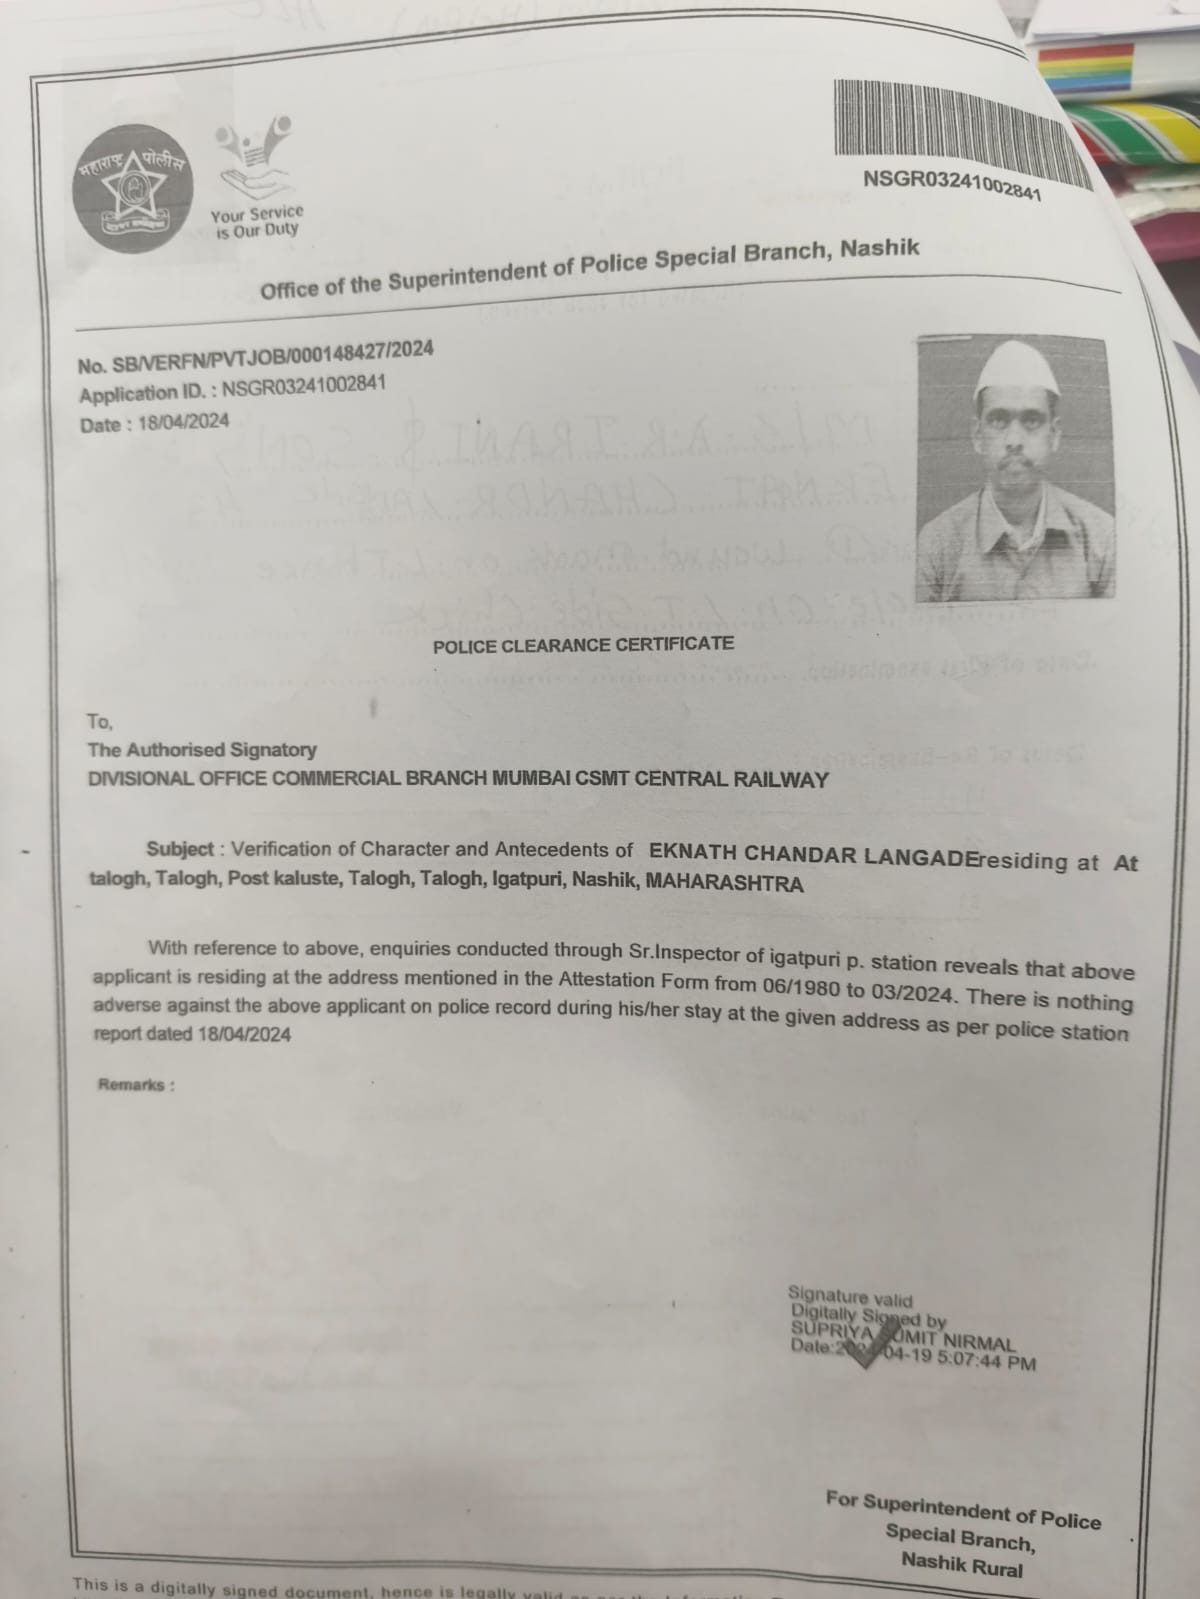 महाराष्ट्र पोलीस
Your Service
is Our Duty
NSGR03241002841
Office of the Superintendent of Police Special Branch, Nashik
No. SB/VERFN/PVTJOB/000148427/2024
Application ID. : NSGR03241002841
Date : 18/04/2024
POLICE CLEARANCE CERTIFICATE
To,
The Authorised Signatory
DIVISIONAL OFFICE COMMERCIAL BRANCH MUMBAI CSMT CENTRAL RAILWAY
Subject : Verification of Character and Antecedents of EKNATH CHANDAR LANGADEresiding at At
talogh, Talogh, Post kaluste, Talogh, Talogh, Igatpuri, Nashik, MAHARASHTRA
With reference to above, enquiries conducted through Sr.Inspector of igatpuri p. station reveals that above
applicant is residing at the address mentioned in the Attestation Form from 06/1980 to 03/2024. There is nothing
adverse against the above applicant on police record during his/her stay at the given address as per police station
report dated 18/04/2024
Remarks :
Signature valid
Digitally Signed by
SUPRIYA SUMIT NIRMAL
Date:2024-04-19 5:07:44 PM
For Superintendent of Police
Special Branch,
Nashik Rural
This is a digitally signed document, hence is legally valid